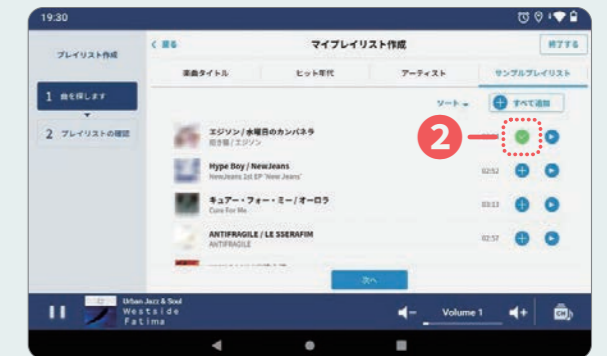 19:30
プレイリスト作成
1 曲を探します
2 プレイリストの確認
< 戻る
マイプレイリスト作成
終了する
楽曲タイトル
ヒット年代
アーティスト
サンプルプレイリスト
ソート
すべて追加
エジソン / 水曜日のカンパネラ
招き猫 / エジソン
2
Hype Boy / NewJeans
NewJeans 1st EP 'New Jeans'
02:52
キュアー・フォー・ミー / オーロラ
Cure For Me
03:13
ANTIFRAGILE / LE SSERAFIM
ANTIFRAGILE
02:57
次へ
Urban Jazz & Soul
Westside
Fatima
Volume 1
CH